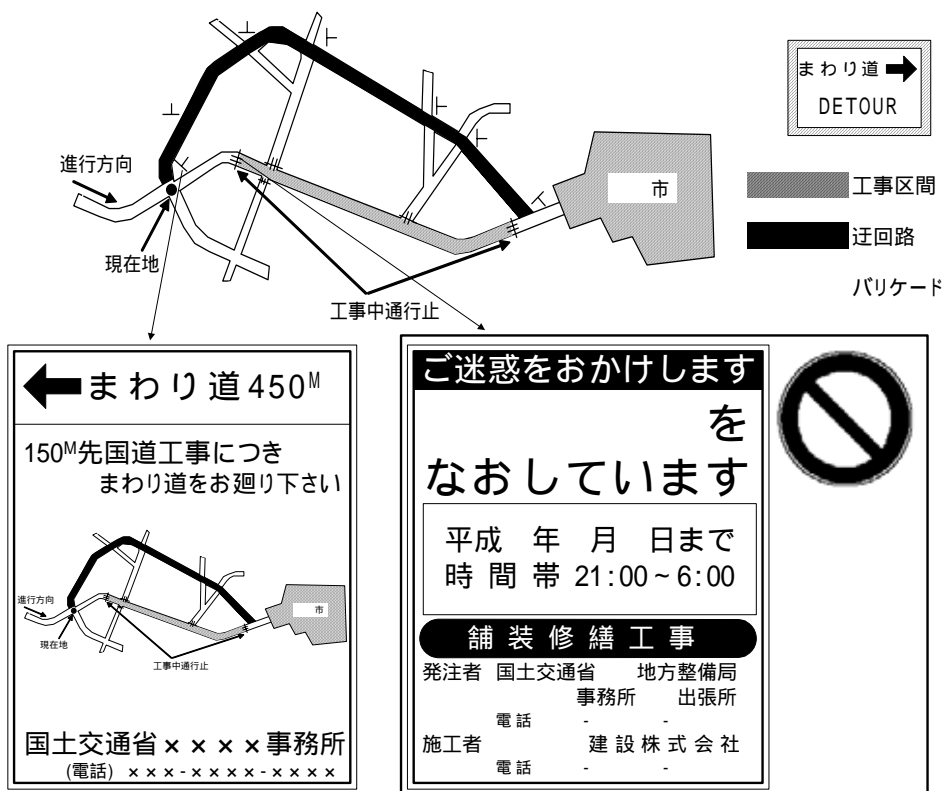 まわり道
DETOUR
進行方向
現在地
工事中通行止
市
工事区間
迂回路
バリケード
まわり道450M
150M先国道工事につき
まわり道をお廻り下さい
進行方向
現在地
工事中通行止
市
国土交通省××××事務所
(電話) ×××-××××-××××
ご迷惑をおかけします
を
なおしています
平成 年 月 日まで
時間帯 21:00~6:00
舗装修繕工事
発注者 国土交通省 地方整備局
事務所 出張所
電話 - -
施工者 建設株式会社
電話 - -